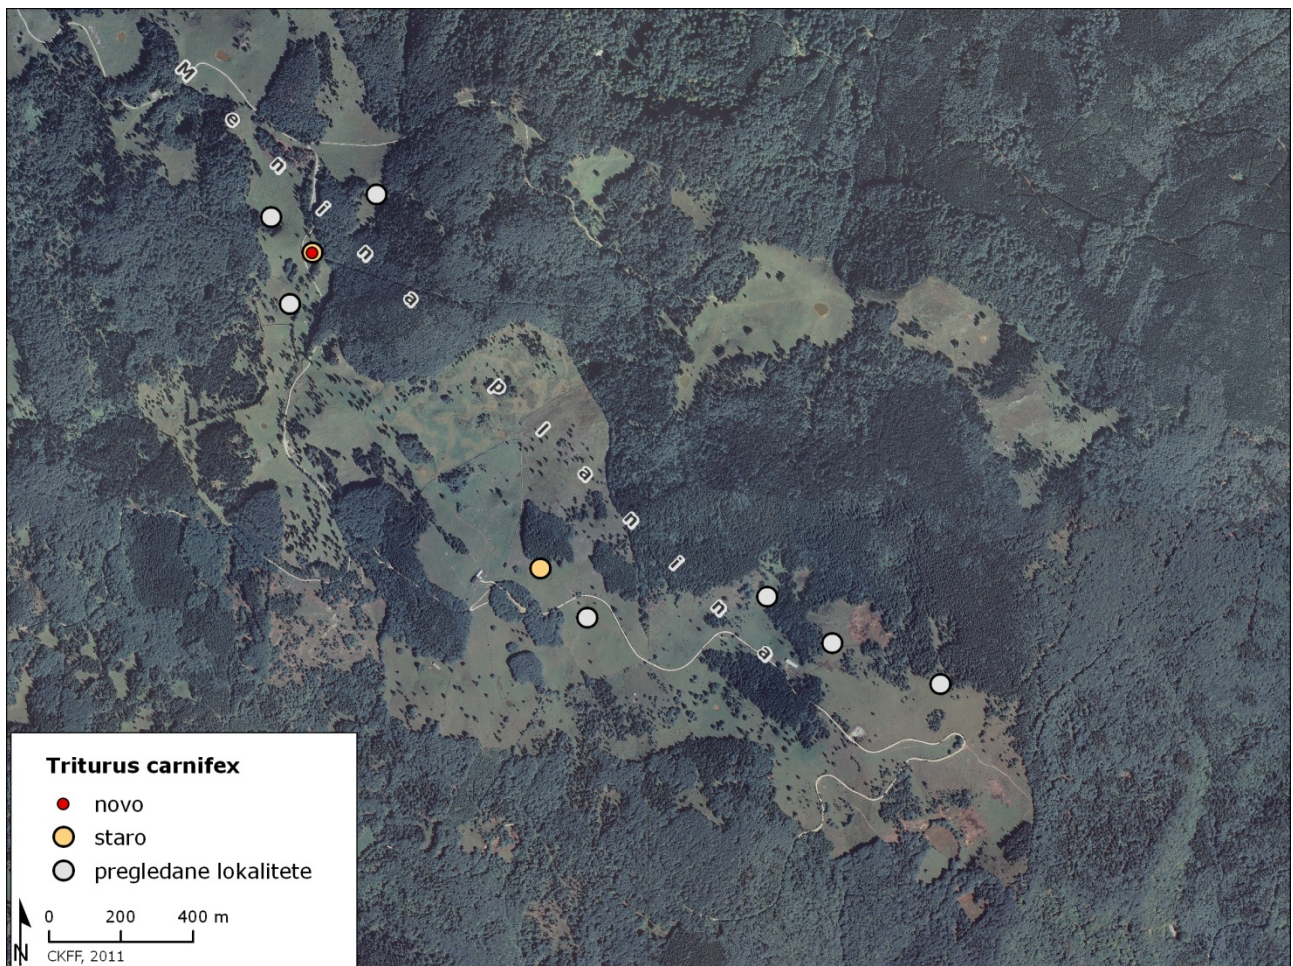 Menina
planina
Triturus carnifex
novo
staro
pregledane lokalitete
0 200 400 m
N
CKFF, 2011